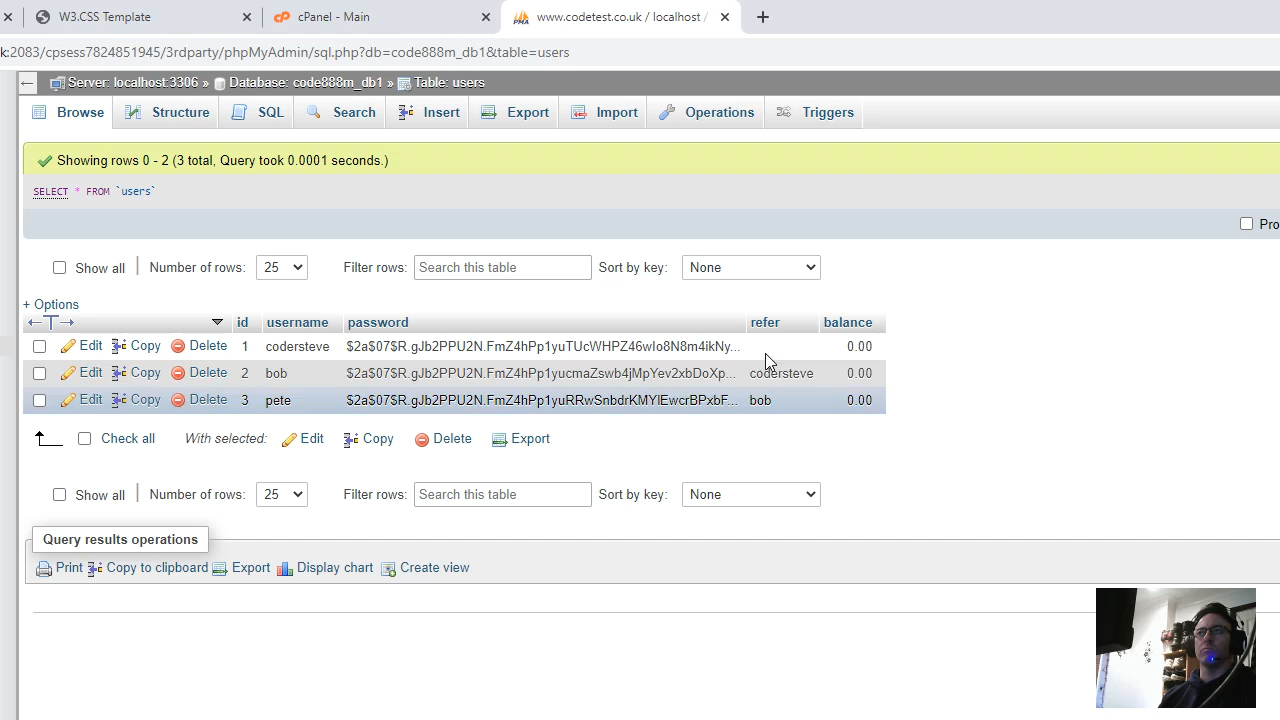 W3.CSS Template
cPanel - Main
www.codetest.co.uk / localhost /
k:2083/cpsess7824851945/3rdparty/phpMyAdmin/sql.php?db=code888m_db1&table=users
Server: localhost:3306 » Database: code888m_db1 » Table: users
Browse Structure SQL Search Insert Export Import Operations Triggers
Showing rows 0 - 2 (3 total, Query took 0.0001 seconds.)
SELECT * FROM `users`
Pro
Show all Number of rows: 25 Filter rows: Search this table Sort by key: None
+ Options
id username password refer balance
Edit Copy Delete 1 codersteve $2a$07$R.gJb2PPU2N.FmZ4hPp1yuTUcWHPZ46wIo8N8m4ikNy... 0.00
Edit Copy Delete 2 bob $2a$07$R.gJb2PPU2N.FmZ4hPp1yucmaZswb4jMpYev2xbDoXp... codersteve 0.00
Edit Copy Delete 3 pete $2a$07$R.gJb2PPU2N.FmZ4hPp1yuRRwSnbdrKMYIEwcrBPxbF... bob 0.00
Check all With selected: Edit Copy Delete Export
Show all Number of rows: 25 Filter rows: Search this table Sort by key: None
Query results operations
Print Copy to clipboard Export Display chart Create view